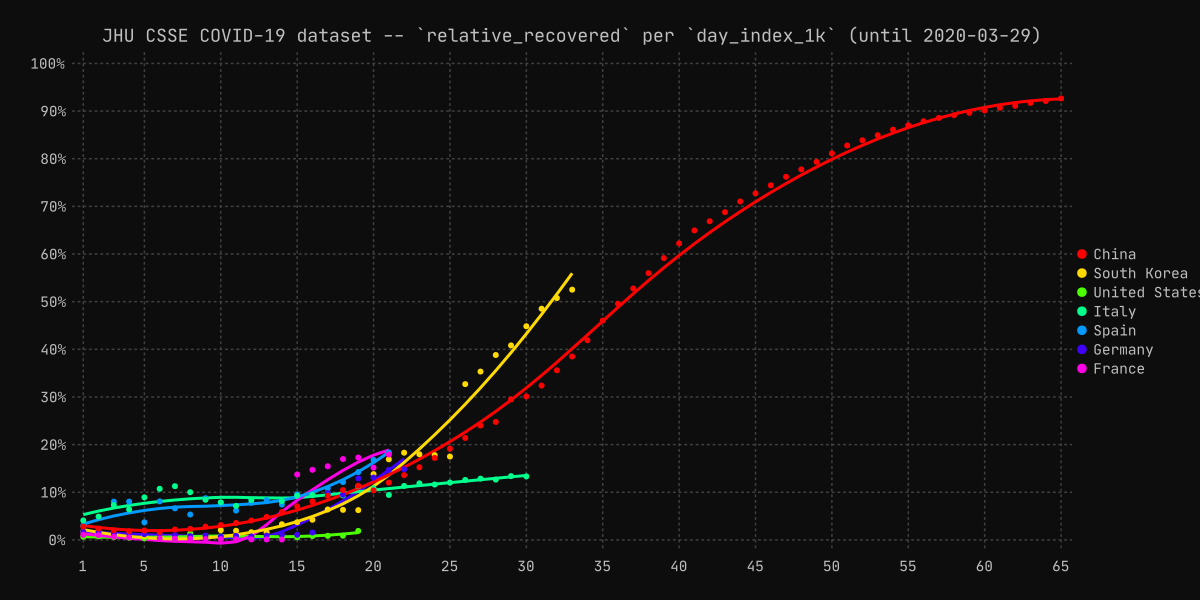 JHU CSSE COVID-19 dataset -- `relative_recovered` per `day_index_1k` (until 2020-03-29)
100%
90%
80%
70%
60%
50%
40%
30%
20%
10%
0%
1 5 10 15 20 25 30 35 40 45 50 55 60 65
China
South Korea
United States
Italy
Spain
Germany
France